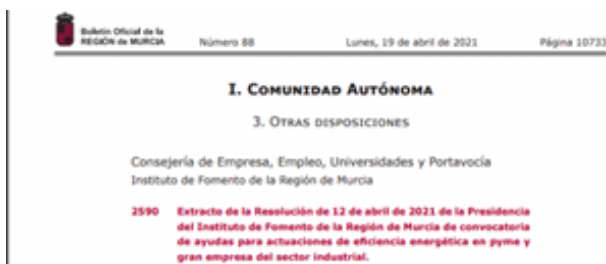 Boletín Oficial de la
REGIÓN de MURCIA
Número 88
Lunes, 19 de abril de 2021
Página 10733
I. Comunidad Autónoma
3. Otras disposiciones
Consejería de Empresa, Empleo, Universidades y Portavocía
Instituto de Fomento de la Región de Murcia
2590 Extracto de la Resolución de 12 de abril de 2021 de la Presidencia
del Instituto de Fomento de la Región de Murcia de convocatoria
de ayudas para actuaciones de eficiencia energética en pyme y
gran empresa del sector industrial.